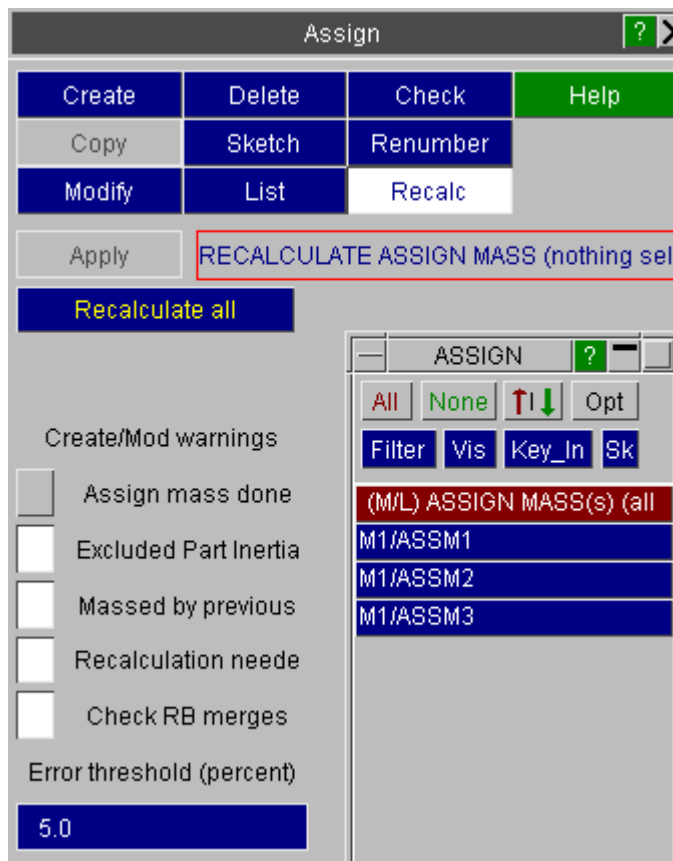 Assign ? X
Create Delete Check Help
Copy Sketch Renumber
Modify List Recalc
Apply RECALCULATE ASSIGN MASS (nothing sel
Recalculate all
ASSIGN ?
All None Opt
Create/Mod warnings
Filter Vis Key_In Sk
Assign mass done
(M/L) ASSIGN MASS(s) (all
Excluded Part Inertia
M1/ASSM1
Massed by previous
M1/ASSM2
M1/ASSM3
Recalculation neede
Check RB merges
Error threshold (percent)
5.0